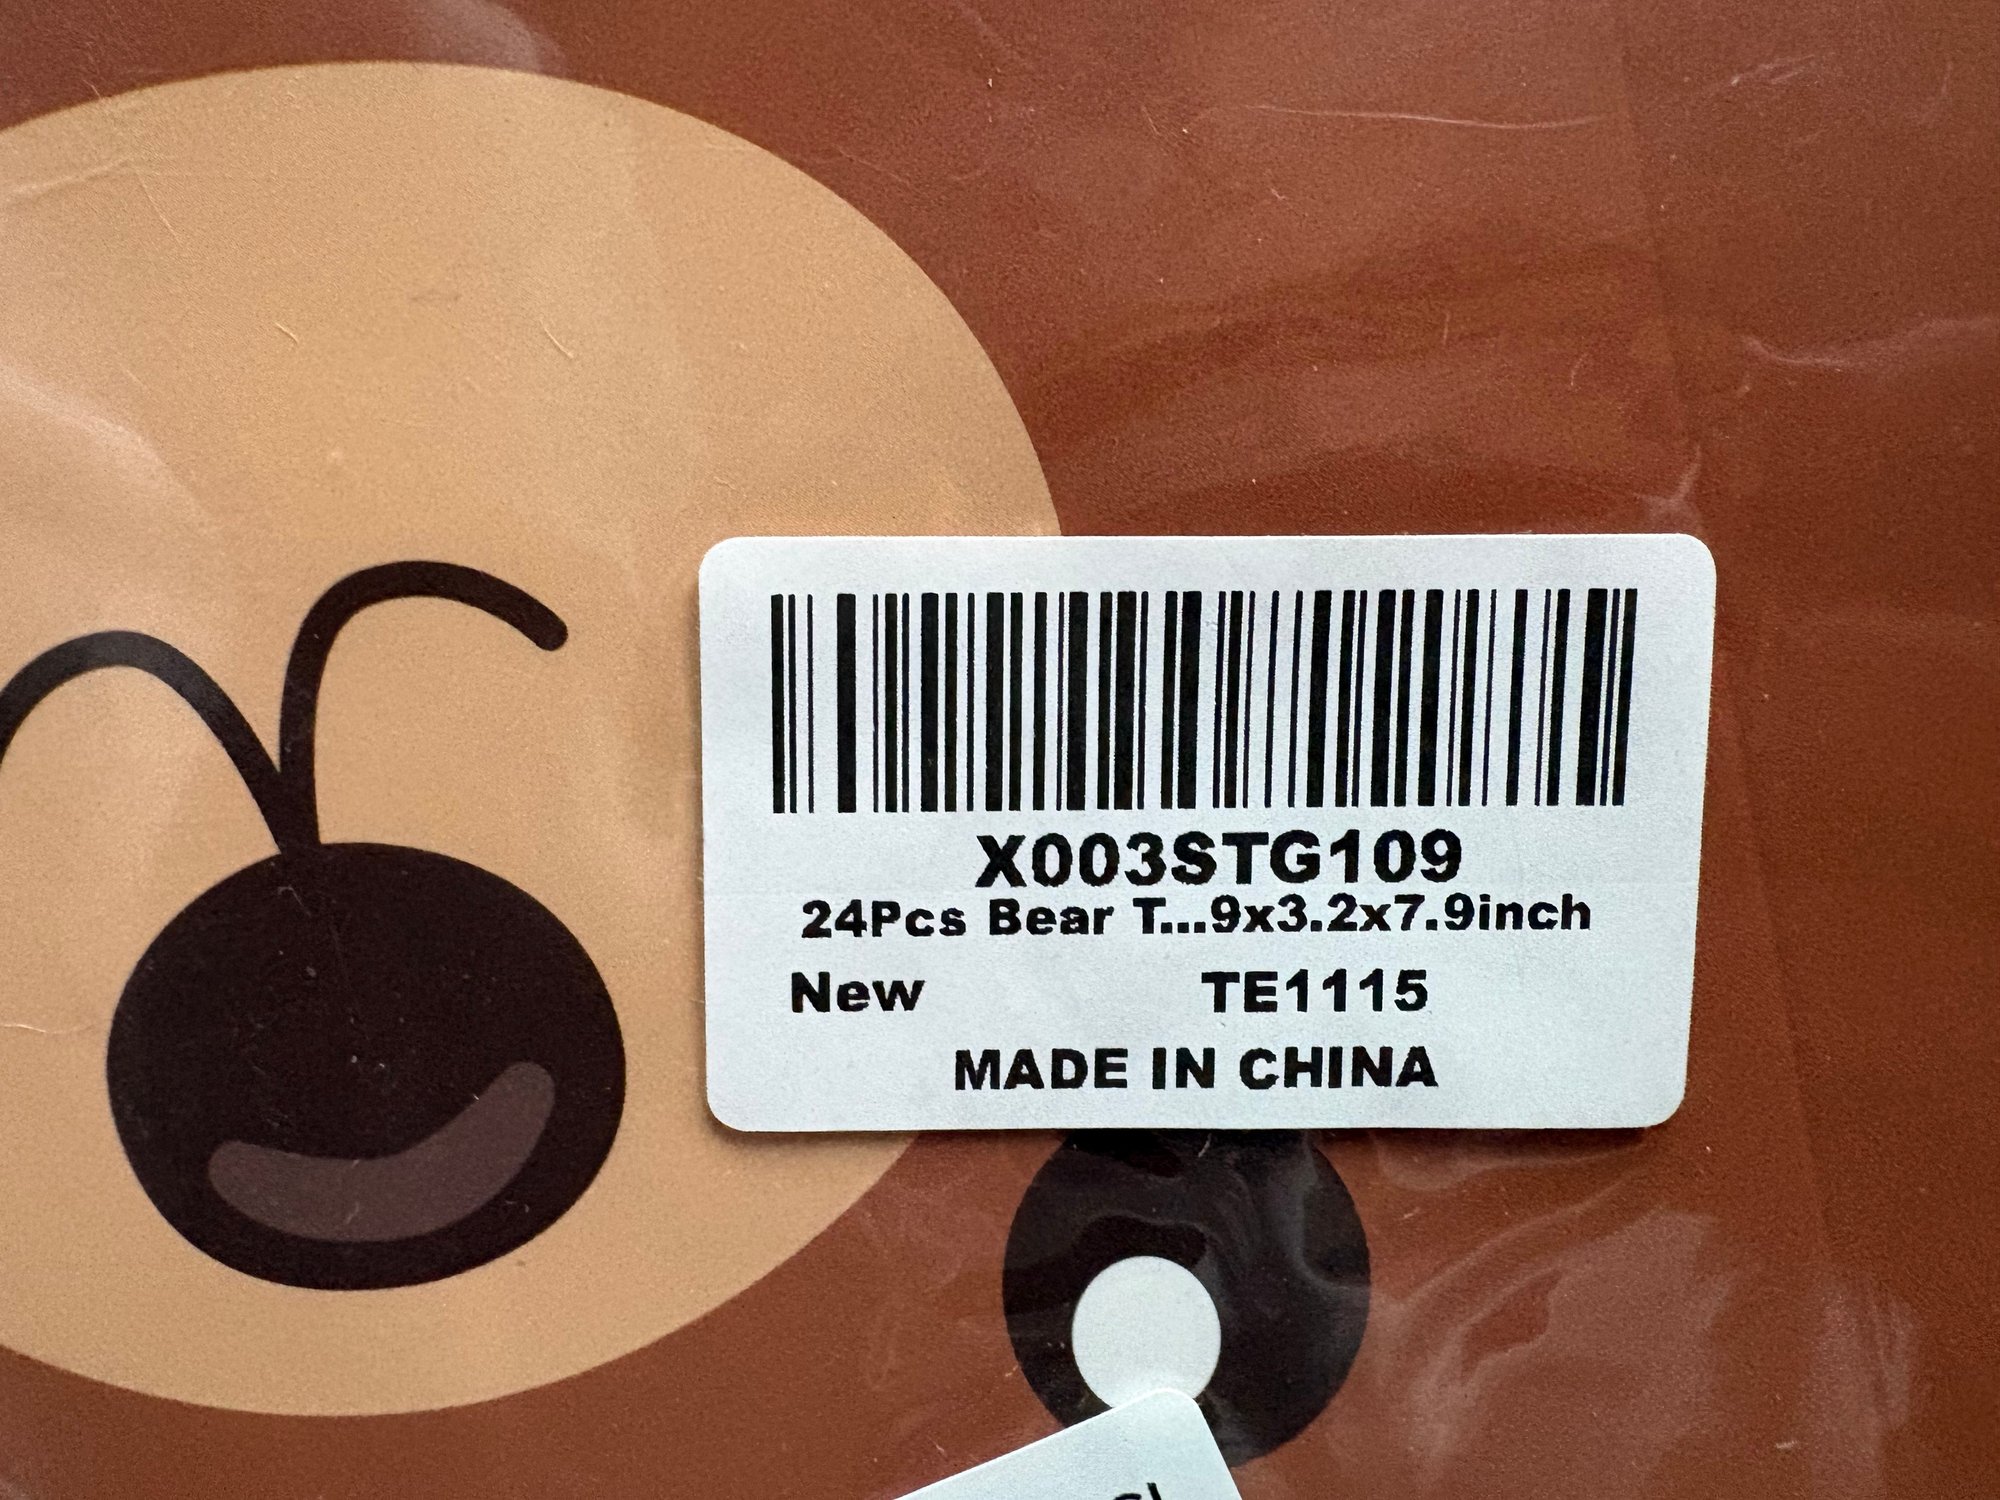 X003STG109
24Pcs Bear T...9x3.2x7.9inch
New TE1115
MADE IN CHINA